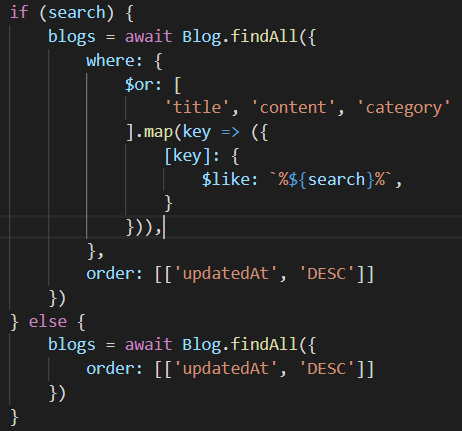 if (search) {
    blogs = await Blog.findAll({
        where: {
            $or: [
                'title', 'content', 'category'
            ].map(key => ({
                [key]: {
                    $like: `%${search}%`,
                }
            })),
        },
        order: [['updatedAt', 'DESC']]
    })
} else {
    blogs = await Blog.findAll({
        order: [['updatedAt', 'DESC']]
    })
}